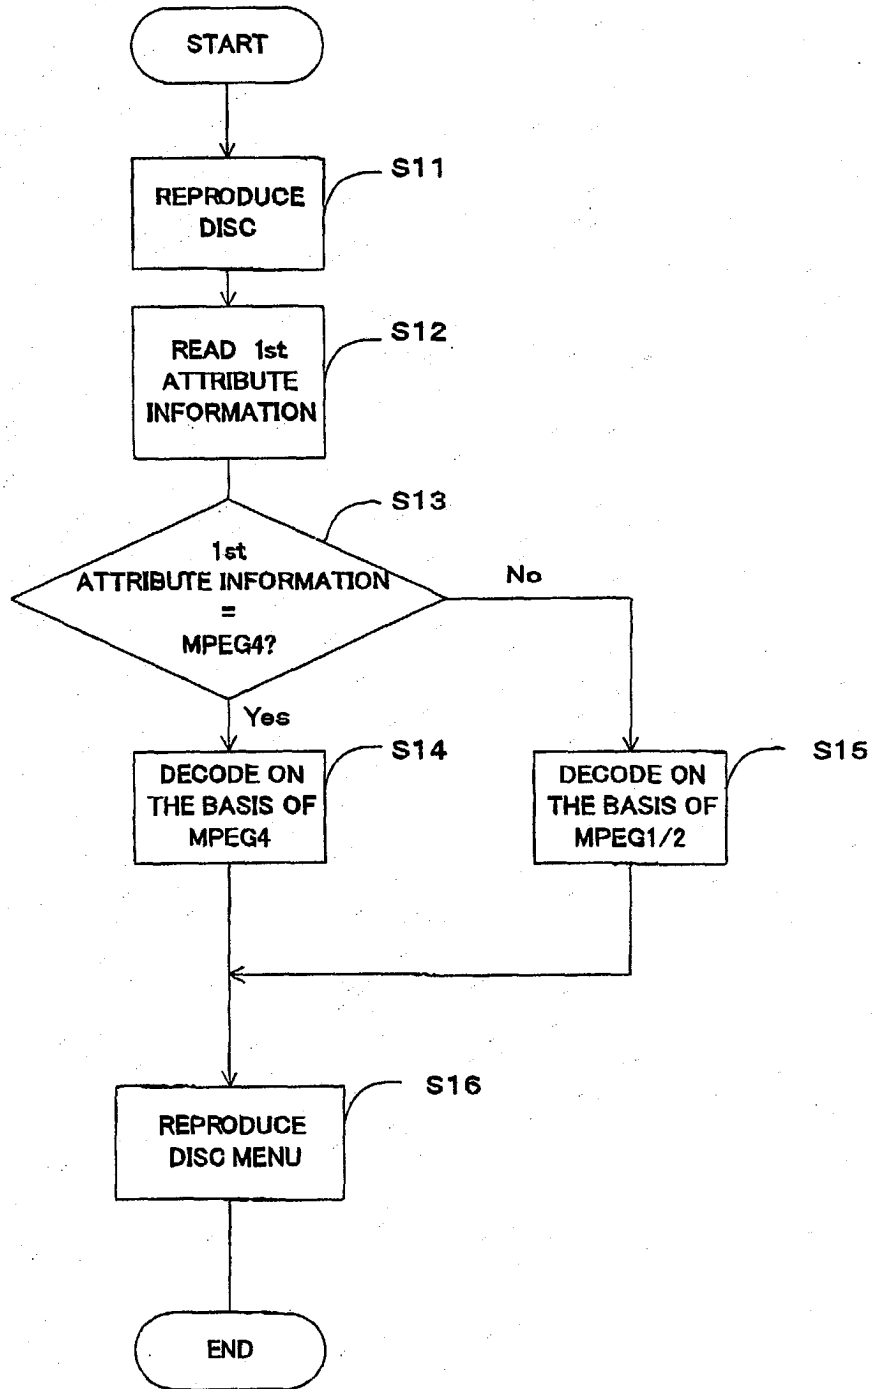 START
REPRODUCE
DISC
S11
READ 1st
ATTRIBUTE
INFORMATION
S12
1st
ATTRIBUTE INFORMATION
=
MPEG4?
S13
No
Yes
DECODE ON
THE BASIS OF
MPEG4
S14
DECODE ON
THE BASIS OF
MPEG1/2
S15
REPRODUCE
DISC MENU
S16
END